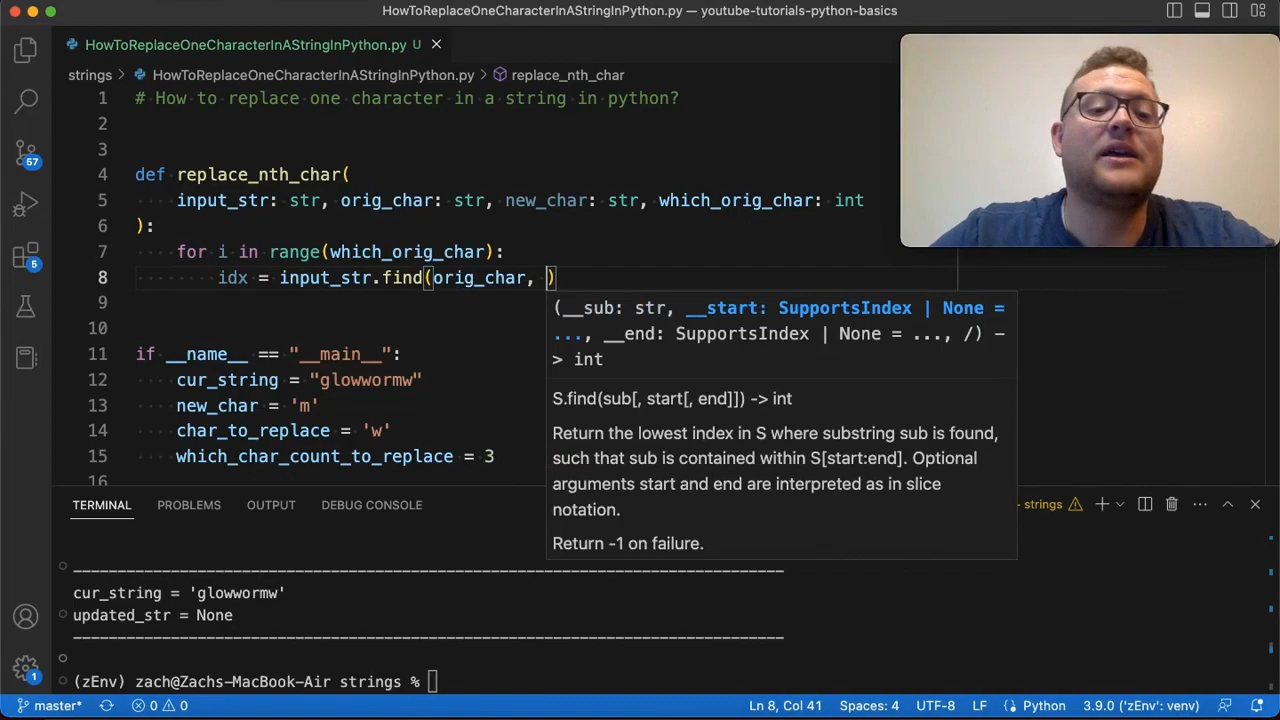 HowToReplaceOneCharacterInAStringInPython.py — youtube-tutorials-python-basics
HowToReplaceOneCharacterInAStringInPython.py U
strings > HowToReplaceOneCharacterInAStringInPython.py > replace_nth_char
1 # How to replace one character in a string in python?
2
3
4 def replace_nth_char(
5 input_str: str, orig_char: str, new_char: str, which_orig_char: int
6 ):
7 for i in range(which_orig_char):
8 idx = input_str.find(orig_char, )
9
(__sub: str, __start: SupportsIndex | None =
10
..., __end: SupportsIndex | None = ..., /) –
11 if __name__ == "__main__":
> int
12 cur_string = "glowwormw"
S.find(sub[, start[, end]]) -> int
13 new_char = 'm'
14 char_to_replace = 'w'
Return the lowest index in S where substring sub is found,
15 which_char_count_to_replace = 3
such that sub is contained within S[start:end]. Optional
16
arguments start and end are interpreted as in slice
notation.
Return -1 on failure.
57
5
1
TERMINAL PROBLEMS OUTPUT DEBUG CONSOLE
- strings
cur_string = 'glowwormw'
updated_str = None
(zEnv) zach@Zachs-MacBook-Air strings %
master* 0 0 Ln 8, Col 41 Spaces: 4 UTF-8 LF Python 3.9.0 ('zEnv': venv)